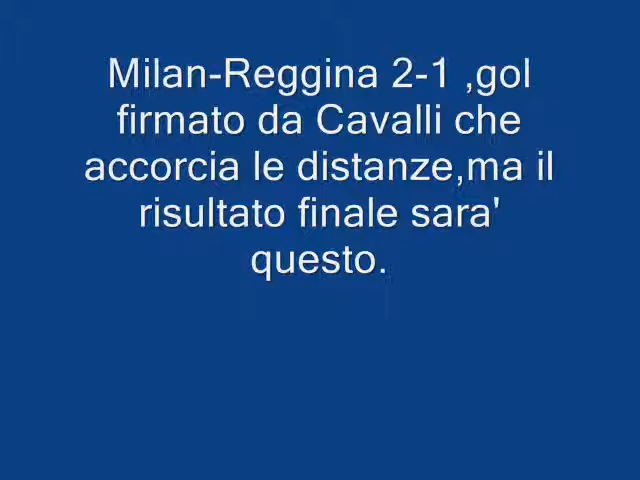 Milan-Reggina 2-1 ,gol
firmato da Cavalli che
accorcia le distanze,ma il
risultato finale sara'
questo.